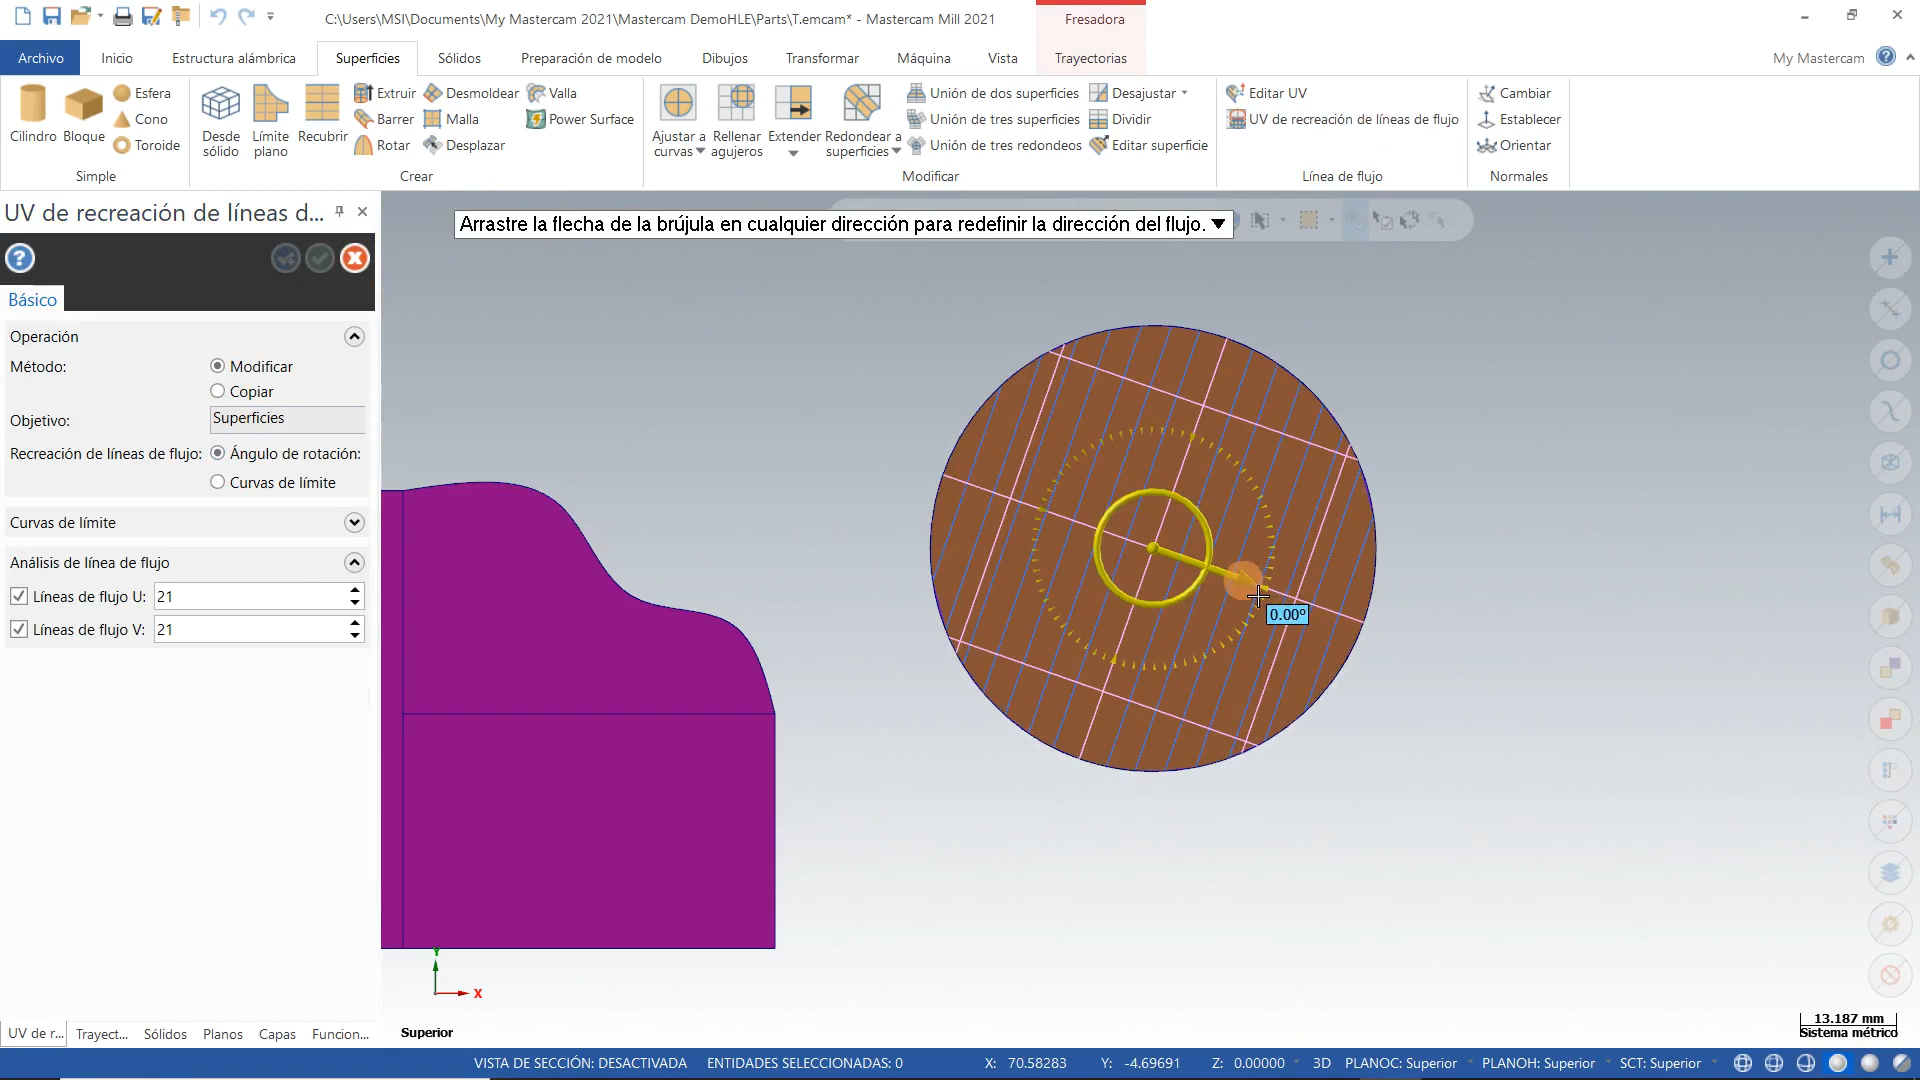 C:\Users\MSI\Documents\My Mastercam 2021\Mastercam DemoHLE\Parts\T.emcam* - Mastercam Mill 2021
Fresadora
Archivo
Inicio
Estructura alámbrica
Superficies
Sólidos
Preparación de modelo
Dibujos
Transformar
Máquina
Vista
Trayectorias
My Mastercam
Cilindro
Bloque
Esfera
Cono
Toroide
Simple
Desde
sólido
Límite
plano
Recubrir
Extruir
Barrer
Rotar
Desmoldear
Malla
Desplazar
Valla
Power Surface
Crear
Ajustar a
curvas
Rellenar
agujeros
Extender
Redondear a
superficies
Unión de dos superficies
Unión de tres superficies
Unión de tres redondeos
Desajustar
Dividir
Editar superficie
Modificar
Editar UV
UV de recreación de líneas de flujo
Línea de flujo
Cambiar
Establecer
Orientar
Normales
UV de recreación de líneas d...
Arrastre la flecha de la brújula en cualquier dirección para redefinir la dirección del flujo.
Básico
Operación
Método:
Modificar
Copiar
Objetivo:
Superficies
Recreación de líneas de flujo:
Ángulo de rotación:
Curvas de límite
Curvas de límite
Análisis de línea de flujo
Líneas de flujo U:
21
Líneas de flujo V:
21
0.00º
Y
X
Superior
13.187 mm
Sistema métrico
UV de r...
Trayect...
Sólidos
Planos
Capas
Funcion...
VISTA DE SECCIÓN: DESACTIVADA
ENTIDADES SELECCIONADAS: 0
X: 70.58283
Y: -4.69691
Z: 0.00000
3D
PLANOC: Superior
PLANOH: Superior
SCT: Superior